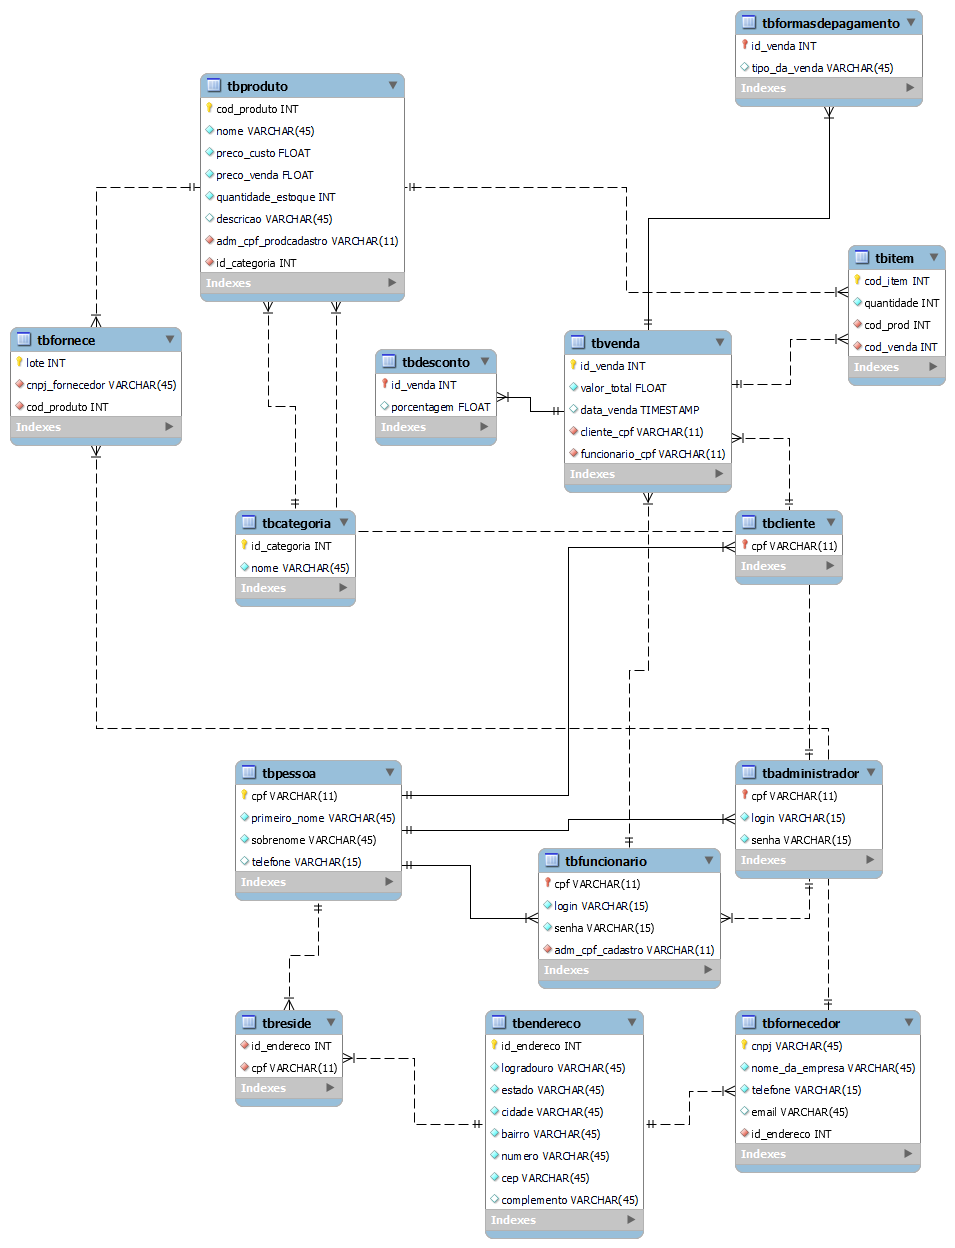 tbformasdepagamento
id_venda INT
tipo_da_venda VARCHAR(45)
Indexes
tbproduto
cod_produto INT
nome VARCHAR(45)
preco_custo FLOAT
preco_venda FLOAT
quantidade_estoque INT
descricao VARCHAR(45)
adm_cpf_prodcadastro VARCHAR(11)
id_categoria INT
Indexes
tbitem
cod_item INT
quantidade INT
cod_prod INT
cod_venda INT
Indexes
tbfornece
lote INT
cnpj_fornecedor VARCHAR(45)
cod_produto INT
Indexes
tbdesconto
id_venda INT
porcentagem FLOAT
Indexes
tbvenda
id_venda INT
valor_total FLOAT
data_venda TIMESTAMP
cliente_cpf VARCHAR(11)
funcionario_cpf VARCHAR(11)
Indexes
tbcategoria
id_categoria INT
nome VARCHAR(45)
Indexes
tbcliente
cpf VARCHAR(11)
Indexes
tbpessoa
cpf VARCHAR(11)
primeiro_nome VARCHAR(45)
sobrenome VARCHAR(45)
telefone VARCHAR(15)
Indexes
tbadministrador
cpf VARCHAR(11)
login VARCHAR(15)
senha VARCHAR(15)
Indexes
tbfuncionario
cpf VARCHAR(11)
login VARCHAR(15)
senha VARCHAR(15)
adm_cpf_cadastro VARCHAR(11)
Indexes
tbreside
id_endereco INT
cpf VARCHAR(11)
Indexes
tbendereco
id_endereco INT
logradouro VARCHAR(45)
estado VARCHAR(45)
cidade VARCHAR(45)
bairro VARCHAR(45)
numero VARCHAR(45)
cep VARCHAR(45)
complemento VARCHAR(45)
Indexes
tbfornecedor
cnpj VARCHAR(45)
nome_da_empresa VARCHAR(45)
telefone VARCHAR(15)
email VARCHAR(45)
id_endereco INT
Indexes